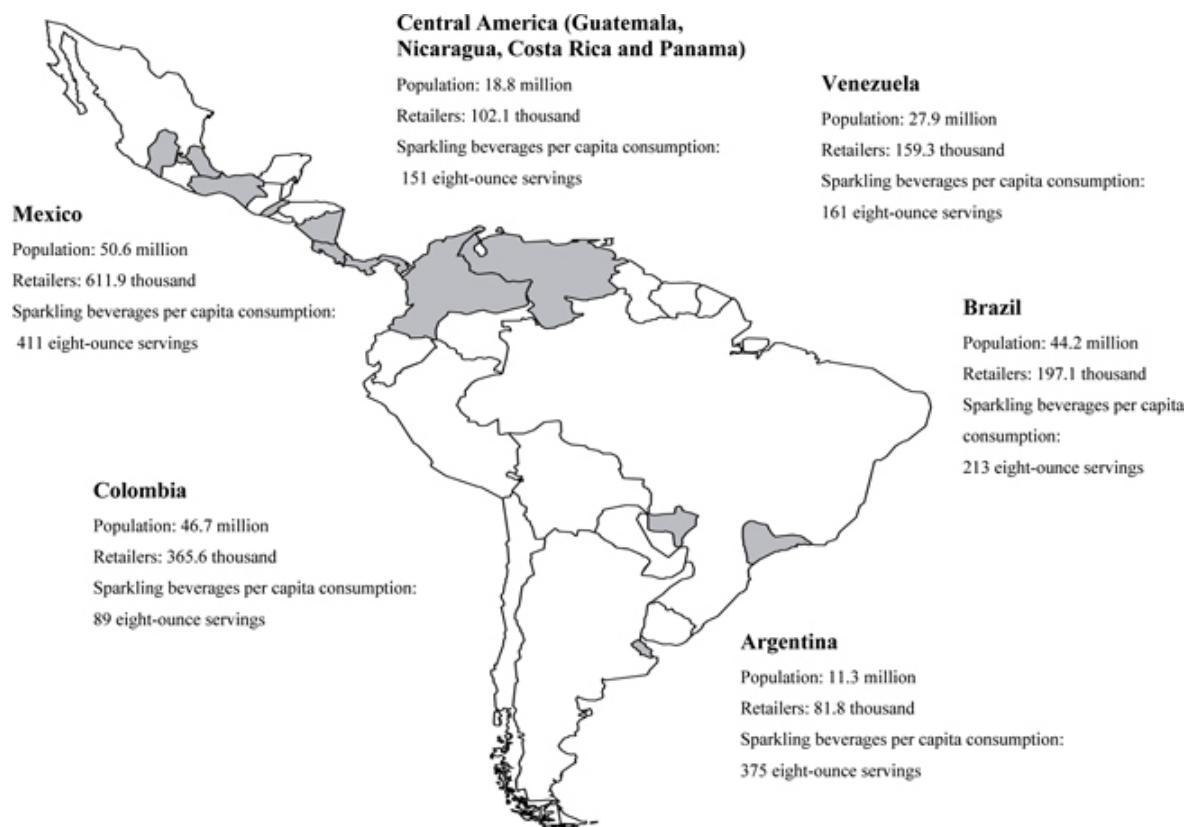 Central America (Guatemala,
Nicaragua, Costa Rica and Panama)
Population: 18.8 million
Retailers: 102.1 thousand
Sparkling beverages per capita consumption:
151 eight-ounce servings
Venezuela
Population: 27.9 million
Retailers: 159.3 thousand
Sparkling beverages per capita consumption:
161 eight-ounce servings
Mexico
Population: 50.6 million
Retailers: 611.9 thousand
Sparkling beverages per capita consumption:
411 eight-ounce servings
Brazil
Population: 44.2 million
Retailers: 197.1 thousand
Sparkling beverages per capita
consumption:
213 eight-ounce servings
Colombia
Population: 46.7 million
Retailers: 365.6 thousand
Sparkling beverages per capita consumption:
89 eight-ounce servings
Argentina
Population: 11.3 million
Retailers: 81.8 thousand
Sparkling beverages per capita consumption:
375 eight-ounce servings